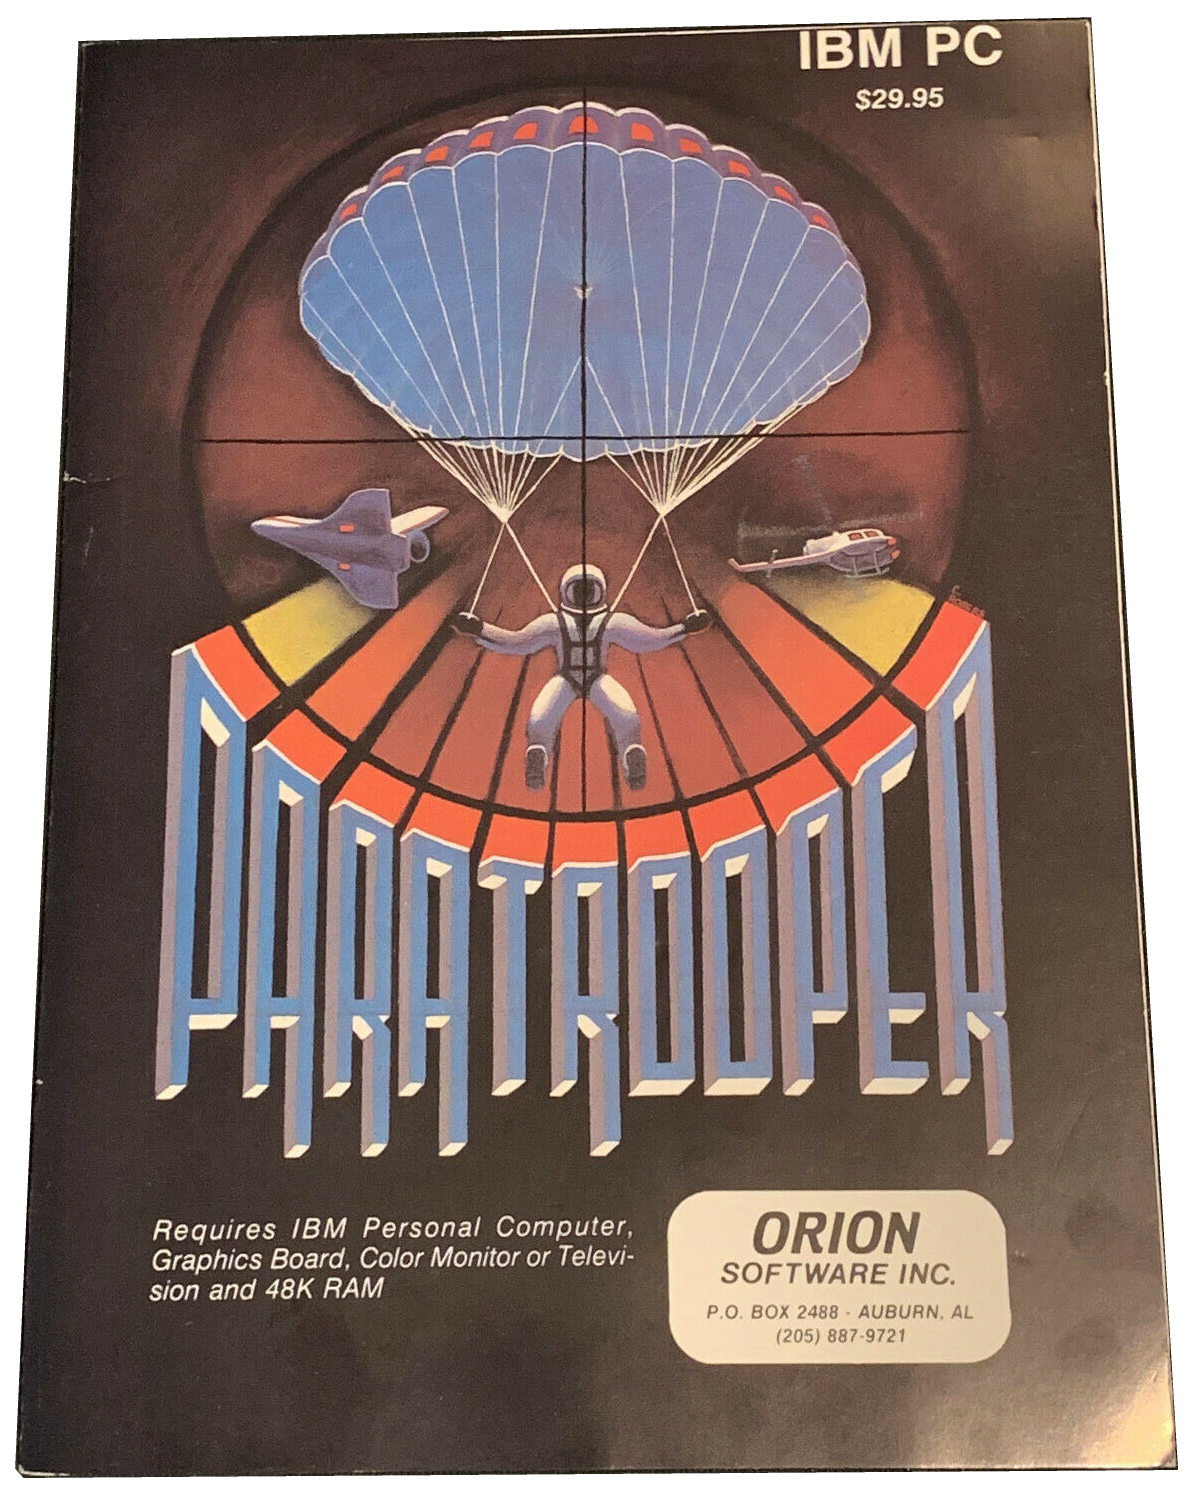 IBM PC
$29.95
PARATROOPER
Requires IBM Personal Computer,
Graphics Board, Color Monitor or Televi-
sion and 48K RAM
ORION
SOFTWARE INC.
P.O. BOX 2488 - AUBURN, AL
(205) 887-9721